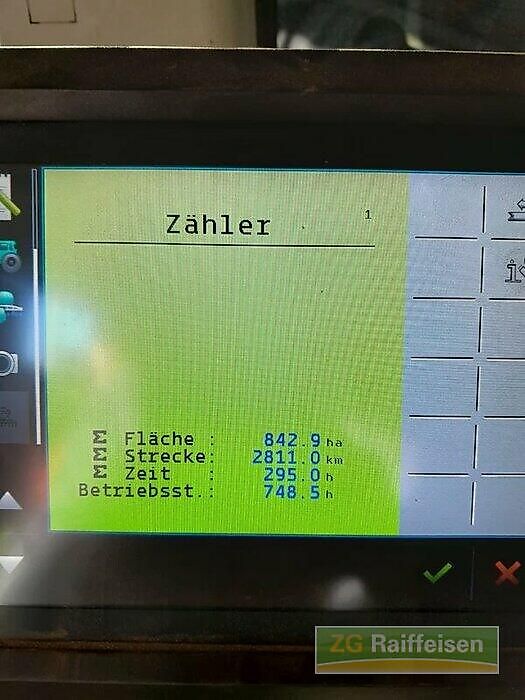 Zähler 1
Fläche : 842.9 ha
Strecke: 2811.0 km
Zeit : 295.0 h
Betriebsst.: 748.5 h
ZG Raiffeisen